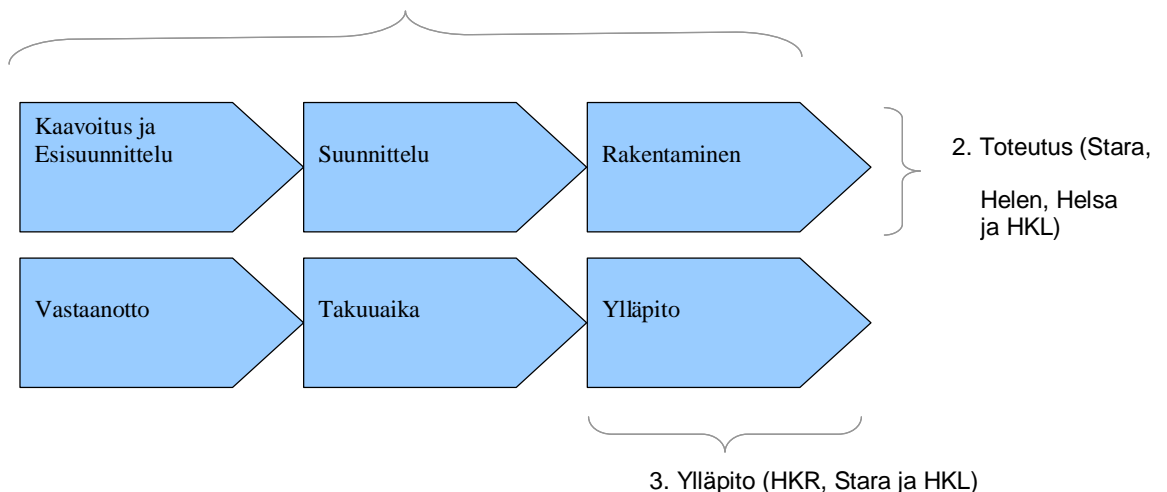 Kaavoitus ja
Esisuunnittelu
Suunnittelu
Rakentaminen
2. Toteutus (Stara,
Helen, Helsa
ja HKL)
Vastaanotto
Takuuaika
Ylläpito
3. Ylläpito (HKR, Stara ja HKL)